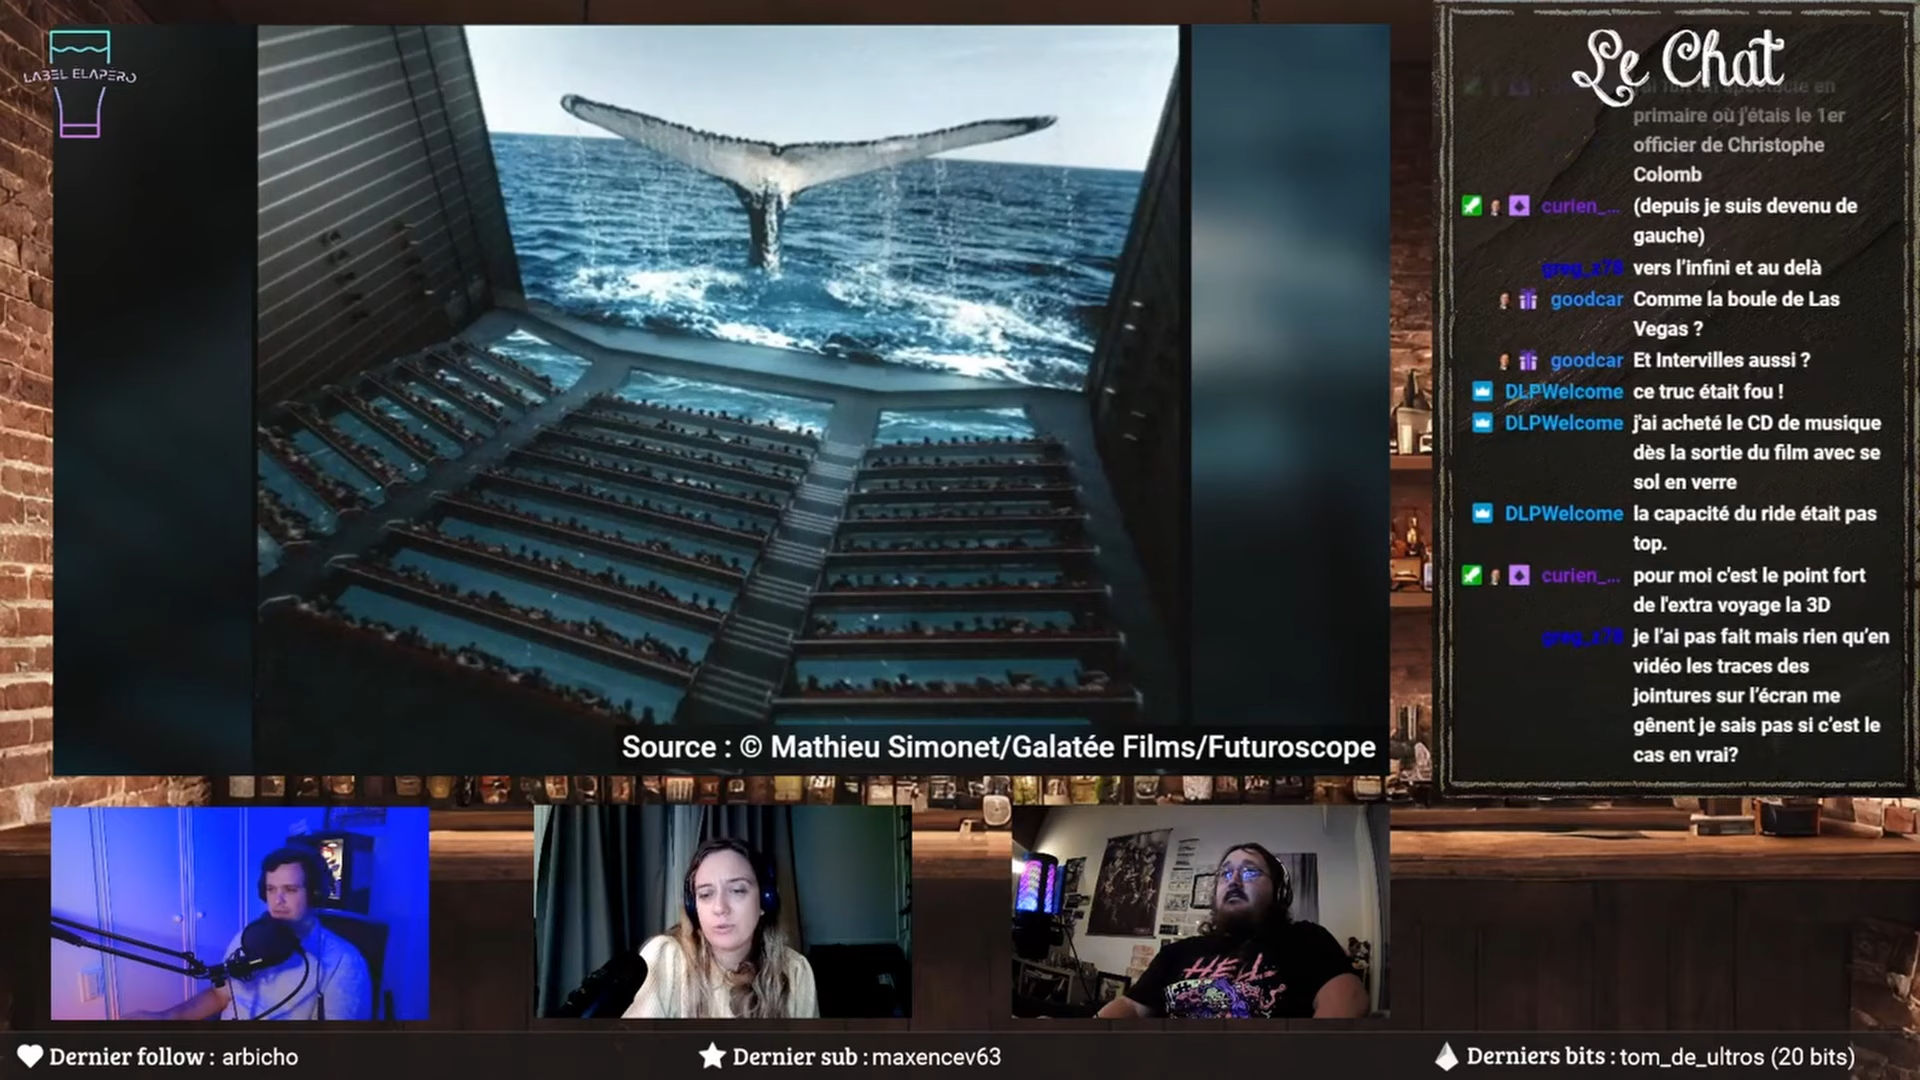 LABEL ELAPERO
Source : © Mathieu Simonet/Galatée Films/Futuroscope
Le Chat
spectacle en
primaire où j'étais le 1er
officier de Christophe
Colomb
curien_... (depuis je suis devenu de
gauche)
greg_z78 vers l'infini et au delà
goodcar Comme la boule de Las
Vegas ?
goodcar Et Intervilles aussi ?
DLPWelcome ce truc était fou !
DLPWelcome j'ai acheté le CD de musique
dès la sortie du film avec se
sol en verre
DLPWelcome la capacité du ride était pas
top.
curien_... pour moi c'est le point fort
de l'extra voyage la 3D
greg_z78 je l'ai pas fait mais rien qu'en
vidéo les traces des
jointures sur l'écran me
gênent je sais pas si c'est le
cas en vrai?
HELL
Dernier follow : arbicho
Dernier sub : maxencev63
Derniers bits : tom_de_ultros (20 bits)